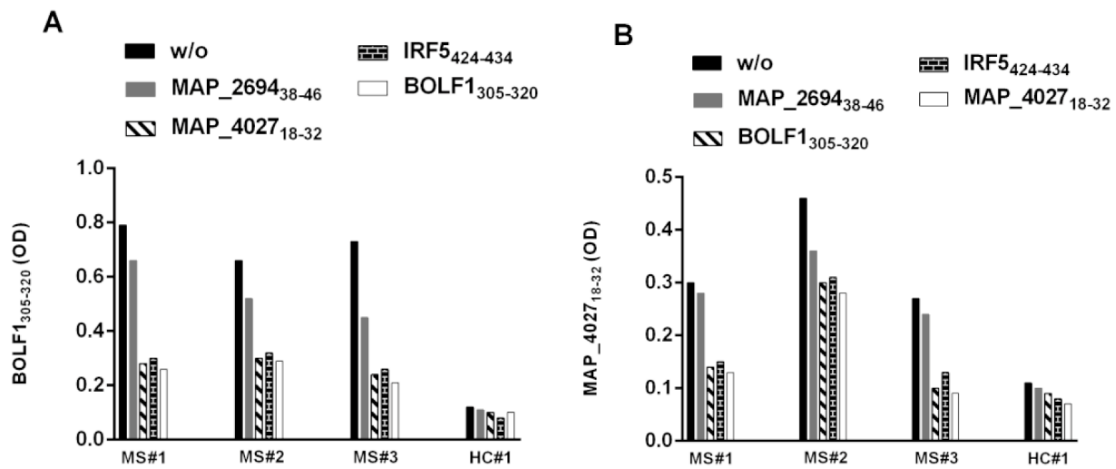 A
w/o
MAP_2694₃₈₋₄₆
MAP_4027₁₈₋₃₂
IRF5₄₂₄₋₄₃₄
BOLF1₃₀₅₋₃₂₀
BOLF1₃₀₅₋₃₂₀ (OD)
1.0
0.8
0.6
0.4
0.2
0.0
MS#1 MS#2 MS#3 HC#1
B
w/o
MAP_2694₃₈₋₄₆
BOLF1₃₀₅₋₃₂₀
IRF5₄₂₄₋₄₃₄
MAP_4027₁₈₋₃₂
MAP_4027₁₈₋₃₂ (OD)
0.5
0.4
0.3
0.2
0.1
0.0
MS#1 MS#2 MS#3 HC#1